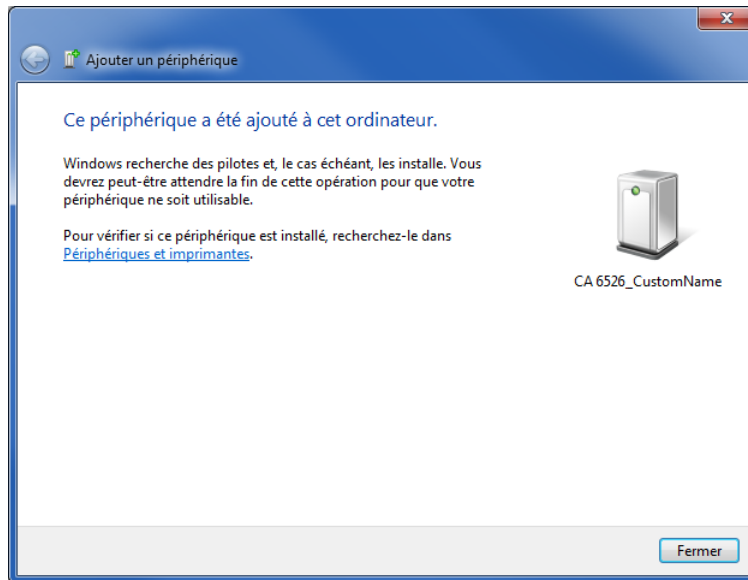 Ajouter un périphérique
Ce périphérique a été ajouté à cet ordinateur.
Windows recherche des pilotes et, le cas échéant, les installe. Vous
devrez peut-être attendre la fin de cette opération pour que votre
périphérique ne soit utilisable.
Pour vérifier si ce périphérique est installé, recherchez-le dans
Périphériques et imprimantes.
CA 6526_CustomName
Fermer